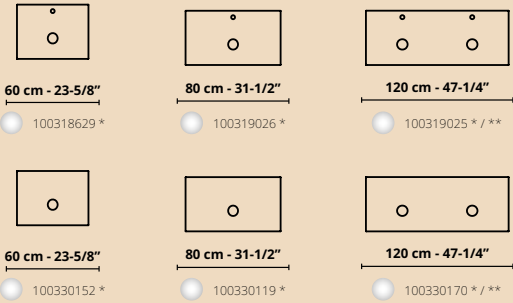 60 cm - 23-5/8” 80 cm - 31-1/2” 120 cm - 47-1/4”
100318629 * 100319026 * 100319025 * / **
60 cm - 23-5/8” 80 cm - 31-1/2” 120 cm - 47-1/4”
100330152 * 100330119 * 100330170 * / **